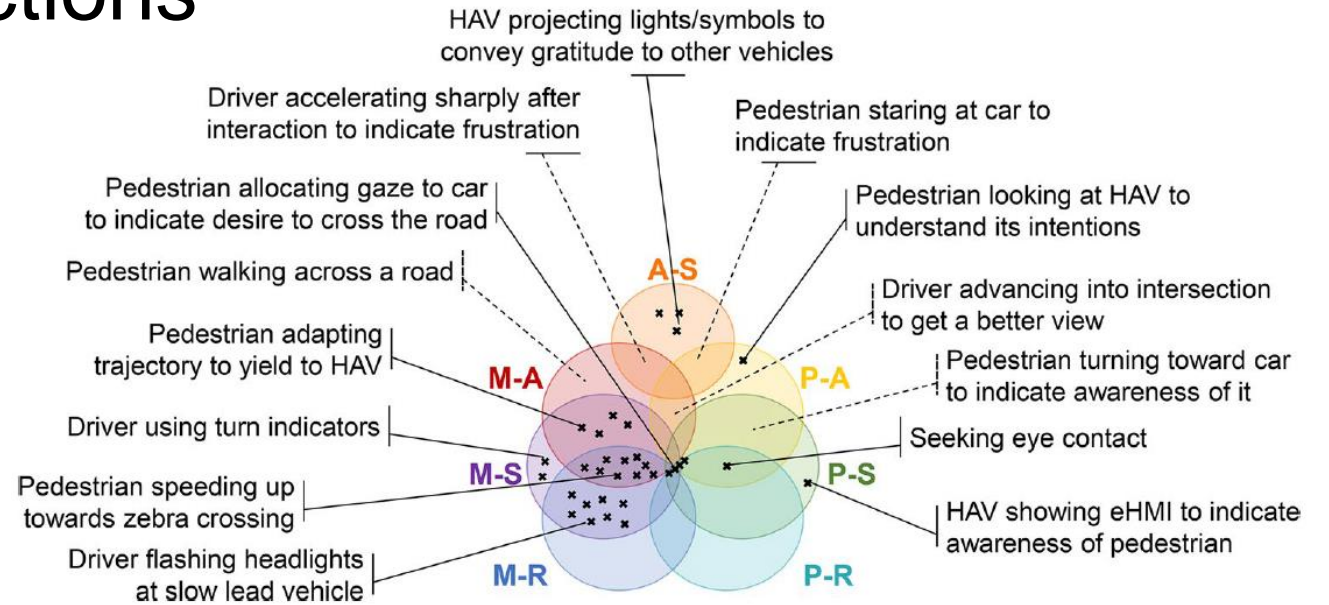 HAV projecting lights/symbols to
convey gratitude to other vehicles
Driver accelerating sharply after
interaction to indicate frustration
Pedestrian staring at car to
indicate frustration
Pedestrian allocating gaze to car
to indicate desire to cross the road
Pedestrian looking at HAV to
understand its intentions
Pedestrian walking across a road
A-S
Driver advancing into intersection
to get a better view
Pedestrian adapting
trajectory to yield to HAV
M-A
P-A
Pedestrian turning toward car
to indicate awareness of it
Driver using turn indicators
Seeking eye contact
M-S
P-S
Pedestrian speeding up
towards zebra crossing
HAV showing eHMI to indicate
awareness of pedestrian
Driver flashing headlights
at slow lead vehicle
M-R
P-R